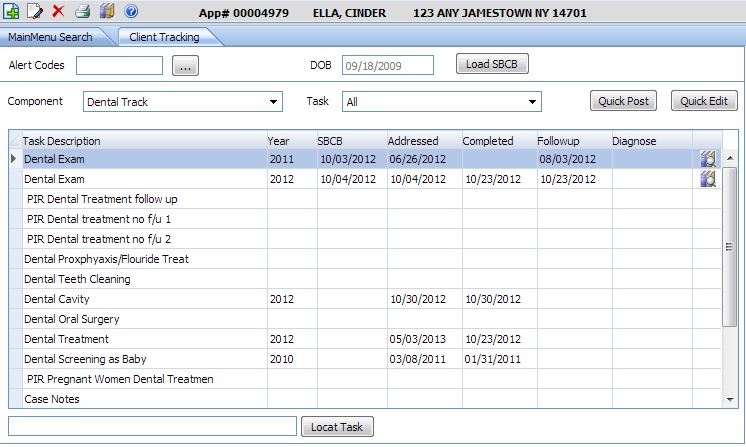 App# 00004979 ELLA, CINDER 123 ANY JAMESTOWN NY 14701
MainMenu Search Client Tracking
Alert Codes ... DOB 09/18/2009 Load SBCB
Component Dental Track Task All Quick Post Quick Edit
Task Description Year SBCB Addressed Completed Followup Diagnose
Dental Exam 2011 10/03/2012 06/26/2012 08/03/2012
Dental Exam 2012 10/04/2012 10/04/2012 10/23/2012 10/23/2012
PIR Dental Treatment follow up
PIR Dental treatment no f/u 1
PIR Dental treatment no f/u 2
Dental Proxphyaxis/Flouride Treat
Dental Teeth Cleaning
Dental Cavity 2012 10/30/2012 10/30/2012
Dental Oral Surgery
Dental Treatment 2012 05/03/2013 10/23/2012
Dental Screening as Baby 2010 03/08/2011 01/31/2011
PIR Pregnant Women Dental Treatmen
Case Notes
Locat Task